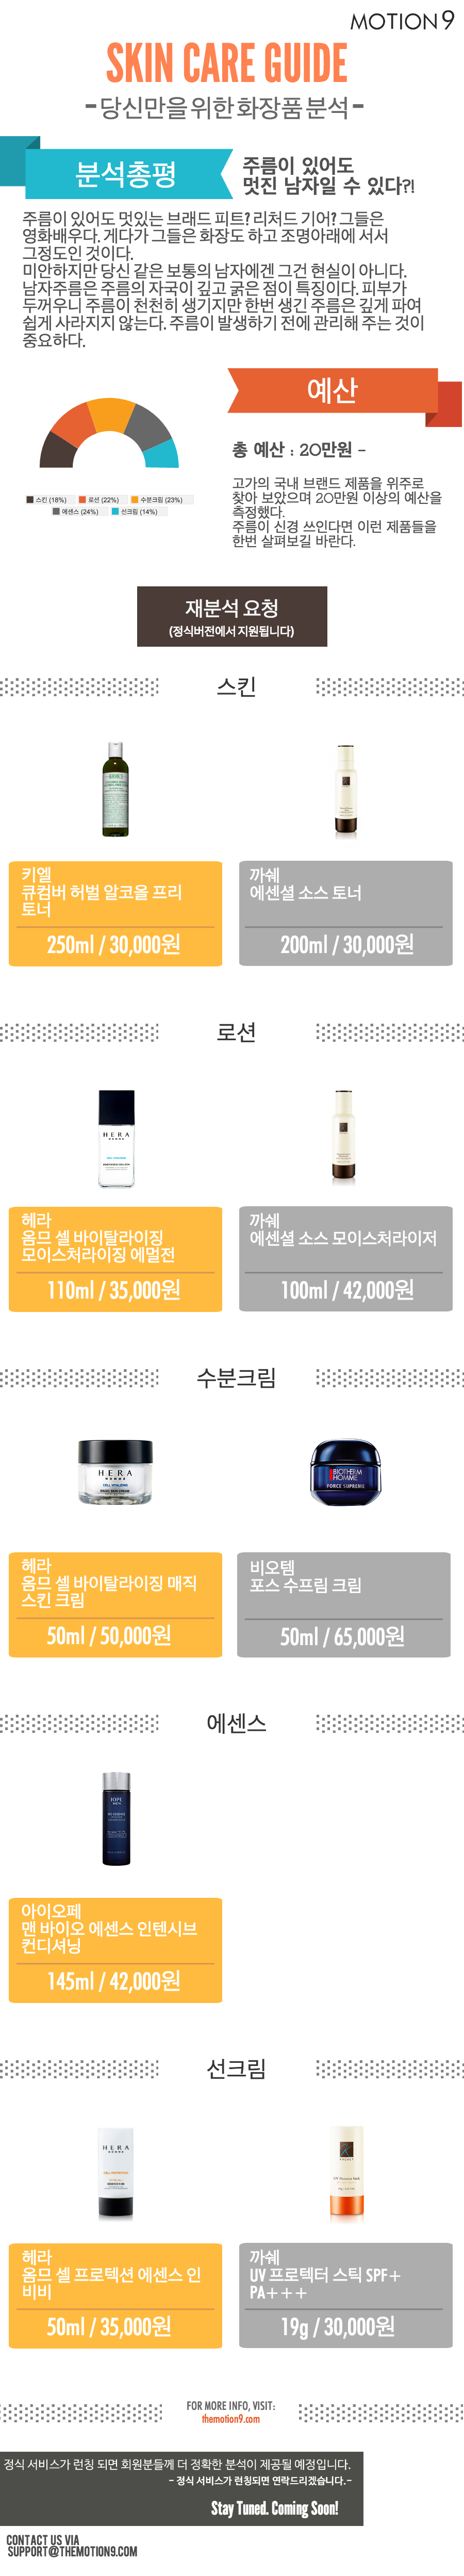 MOTION 9
SKIN CARE GUIDE
-당신만을 위한 화장품 분석-
분석총평
주름이 있어도
멋진 남자일 수 있다?!
주름이 있어도 멋있는 브래드 피트? 리처드 기어? 그들은
영화배우다. 게다가 그들은 화장도 하고 조명아래에 서서
그정도인 것이다.
미안하지만 당신 같은 보통의 남자에겐 그건 현실이 아니다.
남자주름은 주름의 자국이 깊고 굵은 점이 특징이다. 피부가
두꺼우니 주름이 천천히 생기지만 한번 생긴 주름은 깊게 파여
쉽게 사라지지 않는다. 주름이 발생하기 전에 관리해 주는 것이
중요하다.
예산
총 예산 : 20만원 -
고가의 국내 브랜드 제품을 위주로
찾아 보았으며 20만원 이상의 예산을
측정했다.
주름이 신경 쓰인다면 이런 제품들을
한번 살펴보길 바란다.
스킨 (18%) 로션 (22%) 수분크림 (23%)
에센스 (24%) 선크림 (14%)
재분석 요청
(정식버전에서 지원됩니다)
스킨
키엘
큐컴버 허벌 알코올 프리
토너
250ml / 30,000원
까쉐
에센셜 소스 토너
200ml / 30,000원
로션
HERA
HOMME
헤라
옴므 셀 바이탈라이징
모이스처라이징 에멀전
110ml / 35,000원
까쉐
에센셜 소스 모이스처라이저
100ml / 42,000원
수분크림
HERA
HOMME
CELL VITALIZING
BIOTHERM
HOMME
FORCE SUPREME
헤라
옴므 셀 바이탈라이징 매직
스킨 크림
50ml / 50,000원
비오템
포스 수프림 크림
50ml / 65,000원
에센스
IOPE
MEN
아이오페
맨 바이오 에센스 인텐시브
컨디셔닝
145ml / 42,000원
선크림
HERA
HOMME
헤라
옴므 셀 프로텍션 에센스 인
비비
50ml / 35,000원
까쉐
UV 프로텍터 스틱 SPF+
PA+++
19g / 30,000원
FOR MORE INFO, VISIT:
themotion9.com
정식 서비스가 런칭 되면 회원분들께 더 정확한 분석이 제공될 예정입니다.
- 정식 서비스가 런칭되면 연락드리겠습니다.-
Stay Tuned. Coming Soon!
CONTACT US VIA
SUPPORT@THEMOTION9.COM